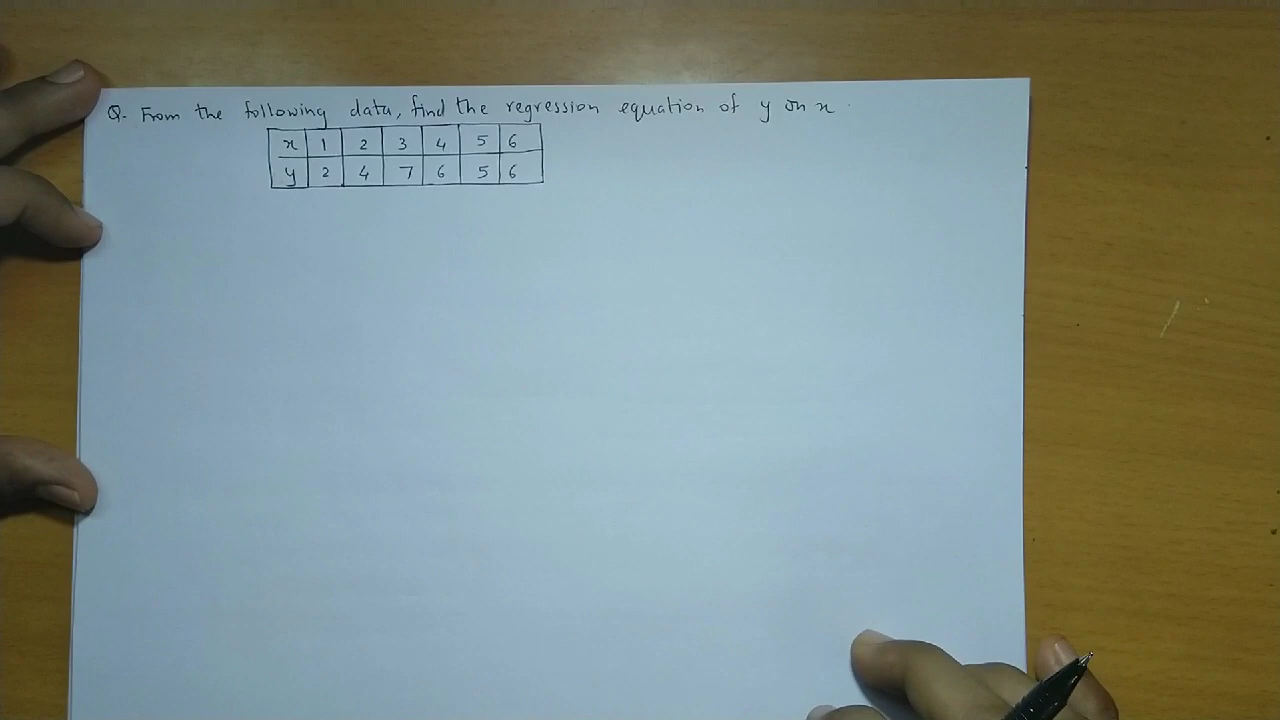 Q. From the following data, find the regression equation of y on x.
x 1 2 3 4 5 6
y 2 4 7 6 5 6